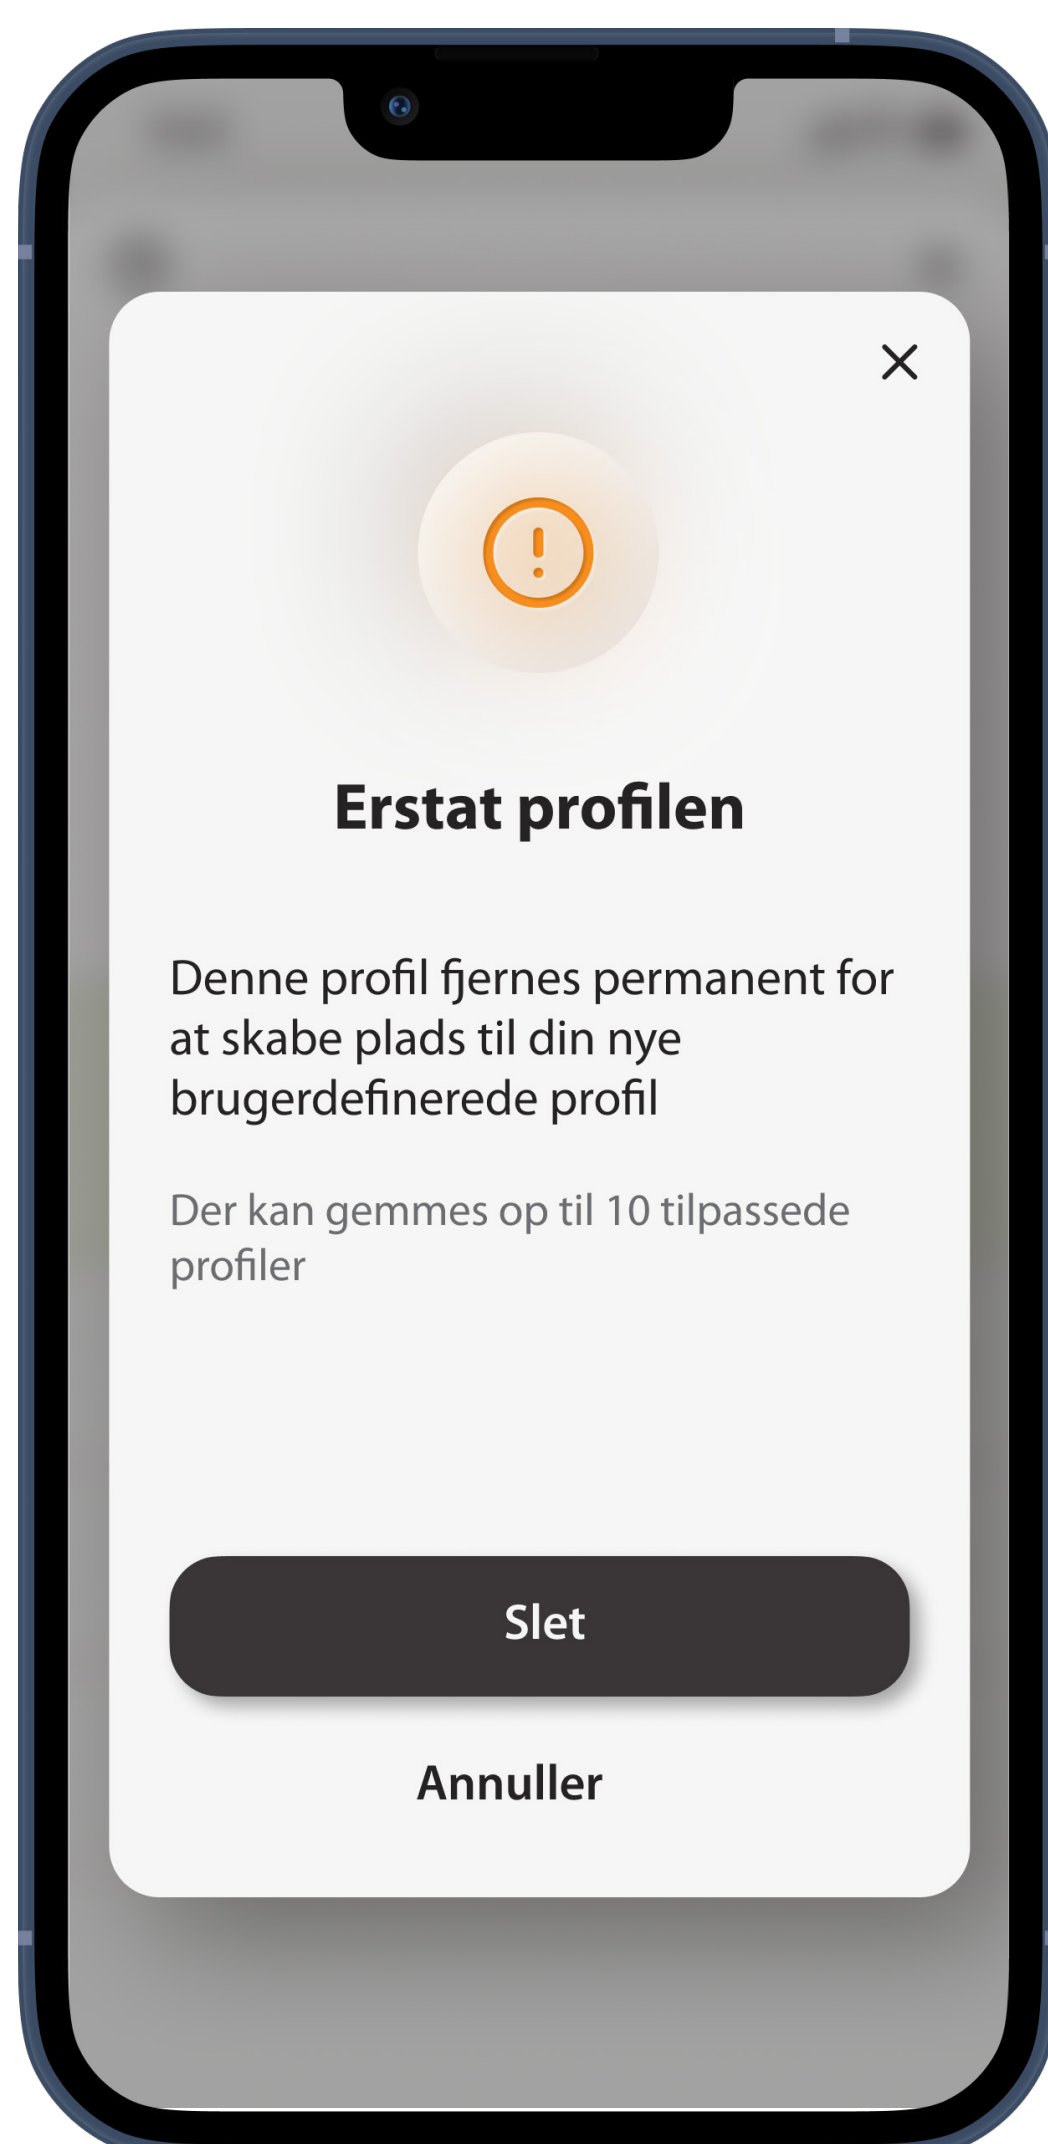 Erstat profilen
Denne profil fjernes permanent for
at skabe plads til din nye
brugerdefinerede profil
Der kan gemmes op til 10 tilpassede
profiler
Slet
Annuller